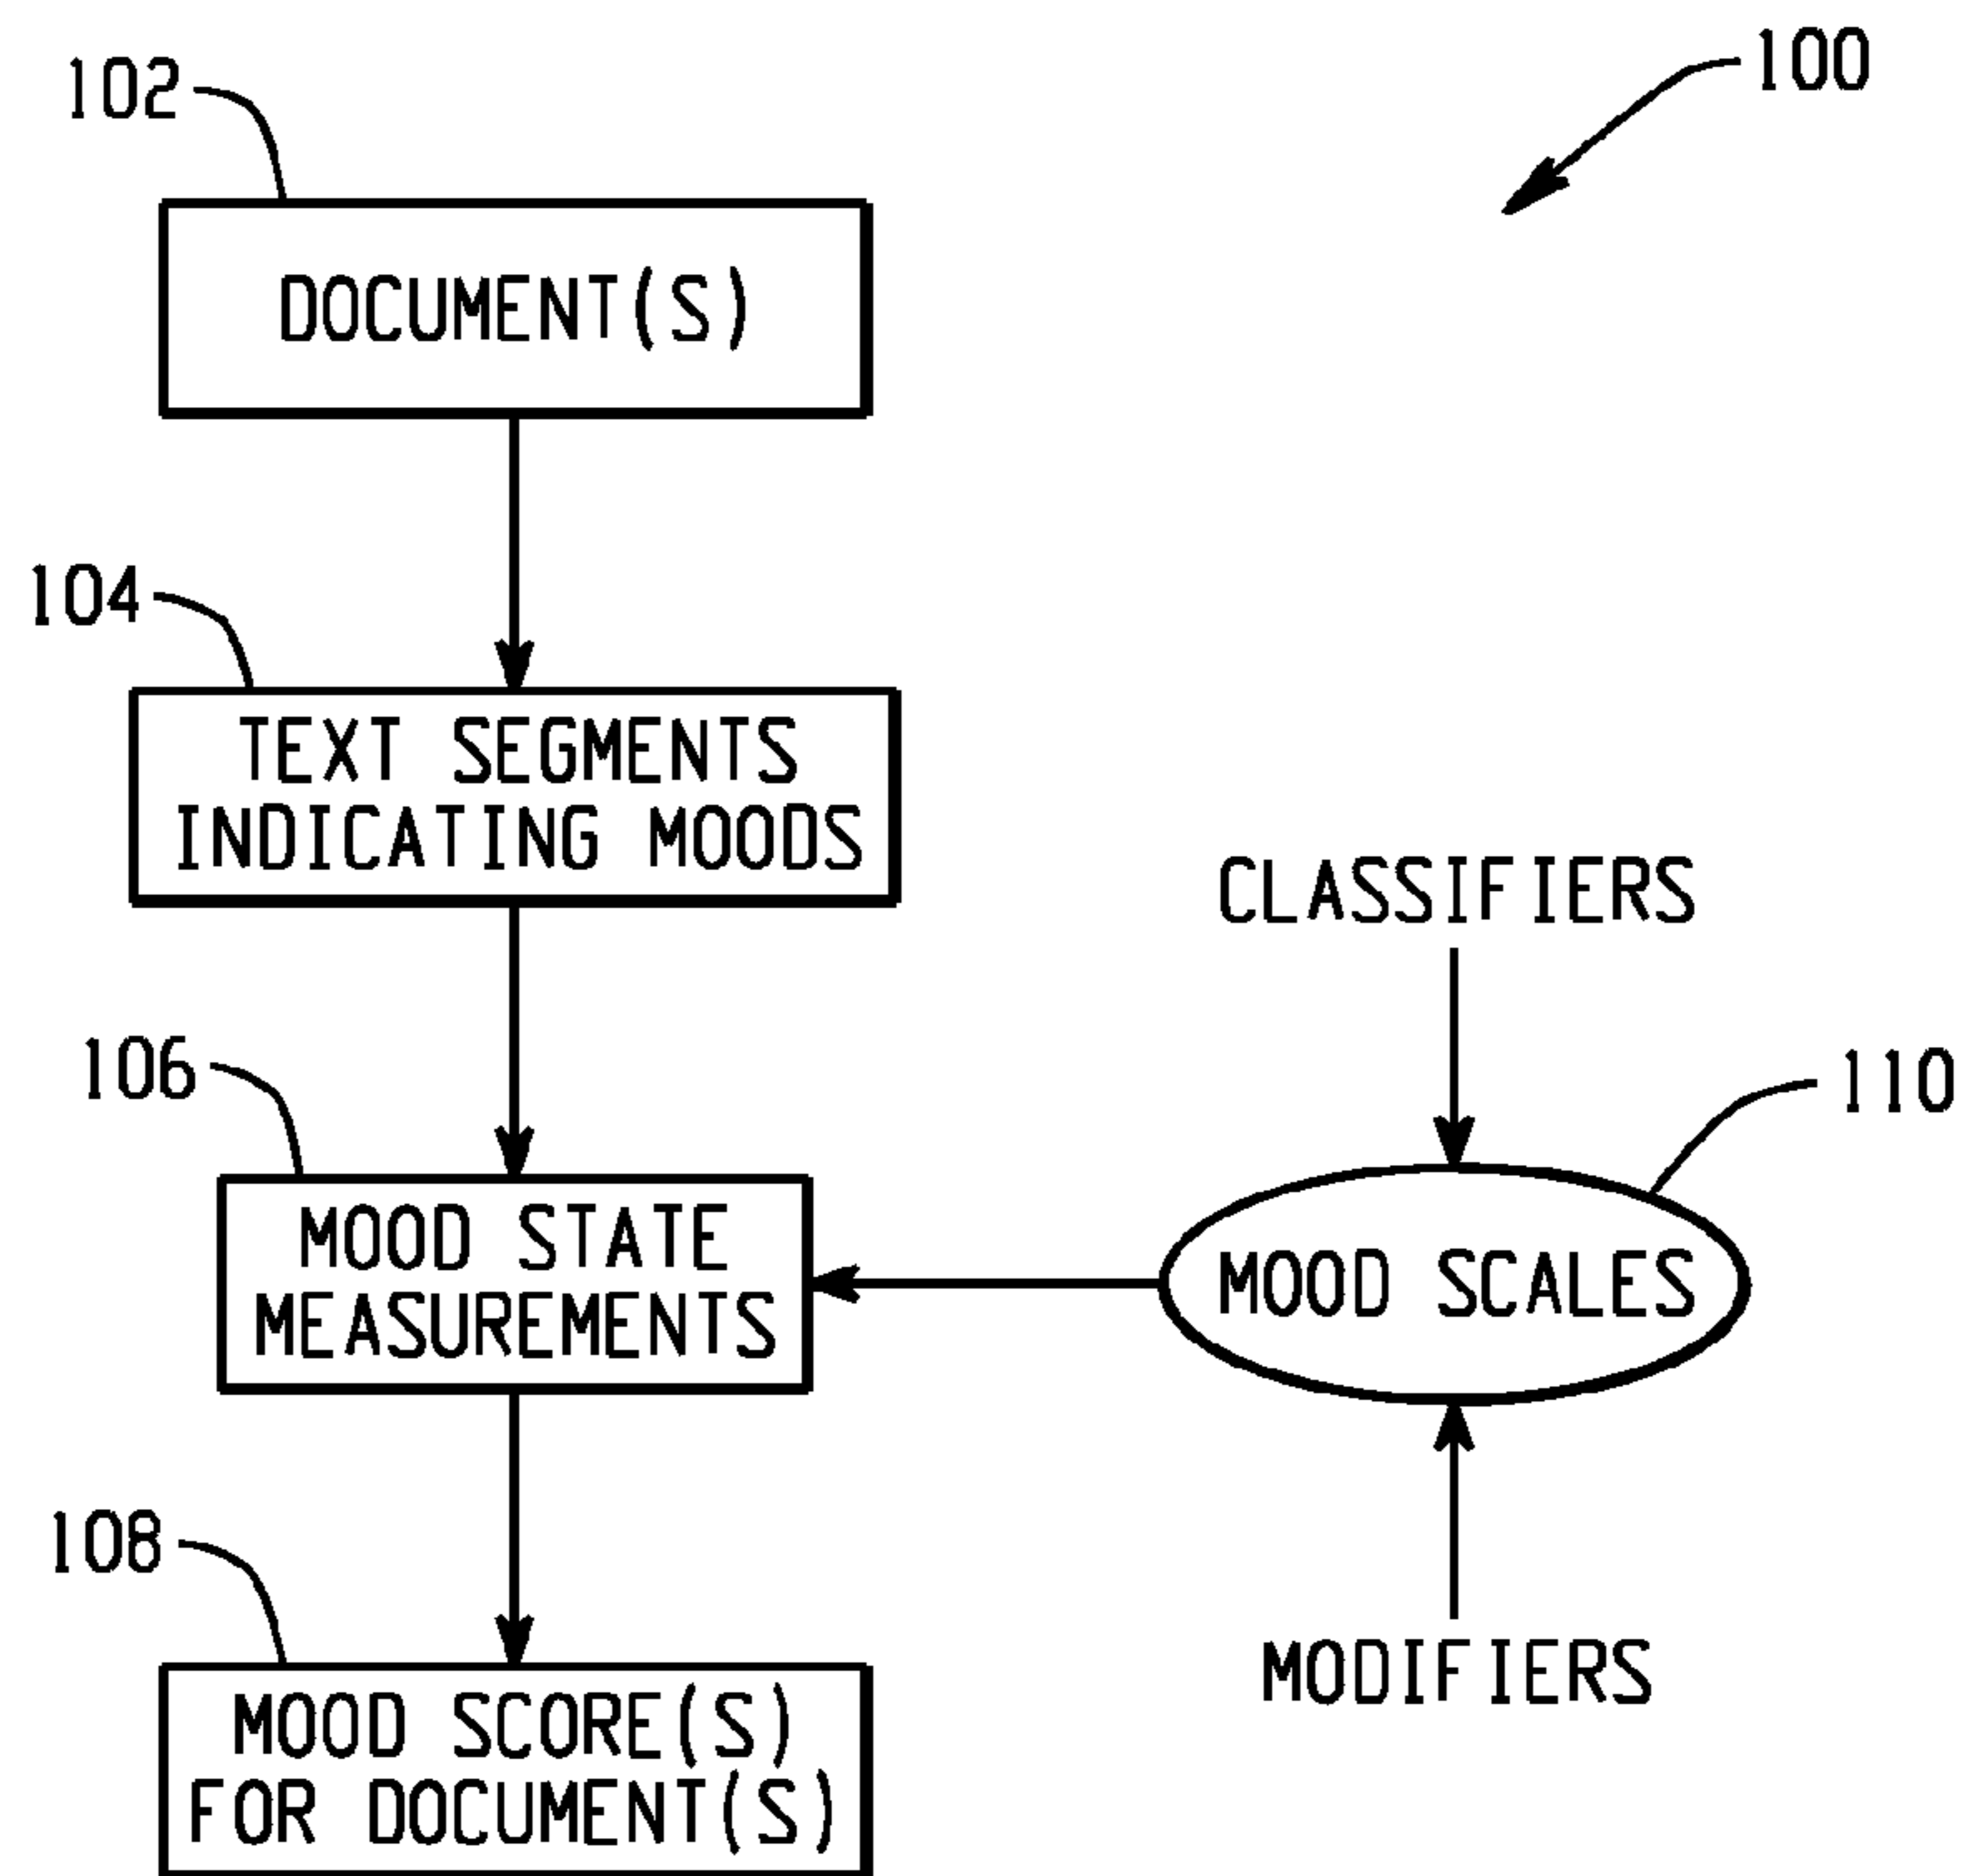 100
102
DOCUMENT(S)
104
TEXT SEGMENTS
INDICATING MOODS
CLASSIFIERS
106
110
MOOD STATE
MEASUREMENTS
MOOD SCALES
108
MODIFIERS
MOOD SCORE(S)
FOR DOCUMENT(S)